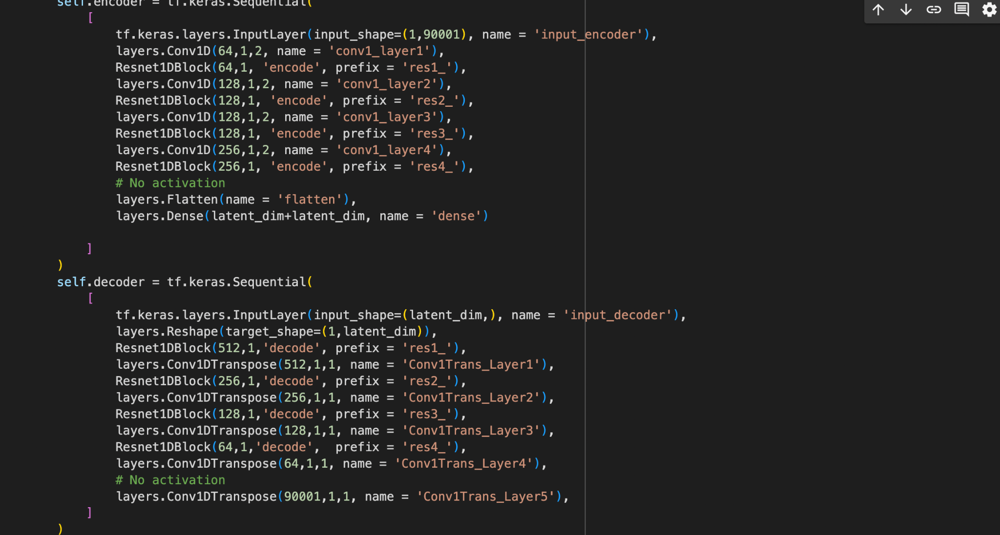 self.encoder = tf.keras.Sequential(
[
tf.keras.layers.InputLayer(input_shape=(1,90001), name = 'input_encoder'),
layers.Conv1D(64,1,2, name = 'conv1_layer1'),
Resnet1DBlock(64,1, 'encode', prefix = 'res1_'),
layers.Conv1D(128,1,2, name = 'conv1_layer2'),
Resnet1DBlock(128,1, 'encode', prefix = 'res2_'),
layers.Conv1D(128,1,2, name = 'conv1_layer3'),
Resnet1DBlock(128,1, 'encode', prefix = 'res3_'),
layers.Conv1D(256,1,2, name = 'conv1_layer4'),
Resnet1DBlock(256,1, 'encode', prefix = 'res4_'),
# No activation
layers.Flatten(name = 'flatten'),
layers.Dense(latent_dim+latent_dim, name = 'dense')
]
)
self.decoder = tf.keras.Sequential(
[
tf.keras.layers.InputLayer(input_shape=(latent_dim,), name = 'input_decoder'),
layers.Reshape(target_shape=(1,latent_dim)),
Resnet1DBlock(512,1,'decode', prefix = 'res1_'),
layers.Conv1DTranspose(512,1,1, name = 'Conv1Trans_Layer1'),
Resnet1DBlock(256,1,'decode', prefix = 'res2_'),
layers.Conv1DTranspose(256,1,1, name = 'Conv1Trans_Layer2'),
Resnet1DBlock(128,1,'decode', prefix = 'res3_'),
layers.Conv1DTranspose(128,1,1, name = 'Conv1Trans_Layer3'),
Resnet1DBlock(64,1,'decode',  prefix = 'res4_'),
layers.Conv1DTranspose(64,1,1, name = 'Conv1Trans_Layer4'),
# No activation
layers.Conv1DTranspose(90001,1,1, name = 'Conv1Trans_Layer5'),
]
)